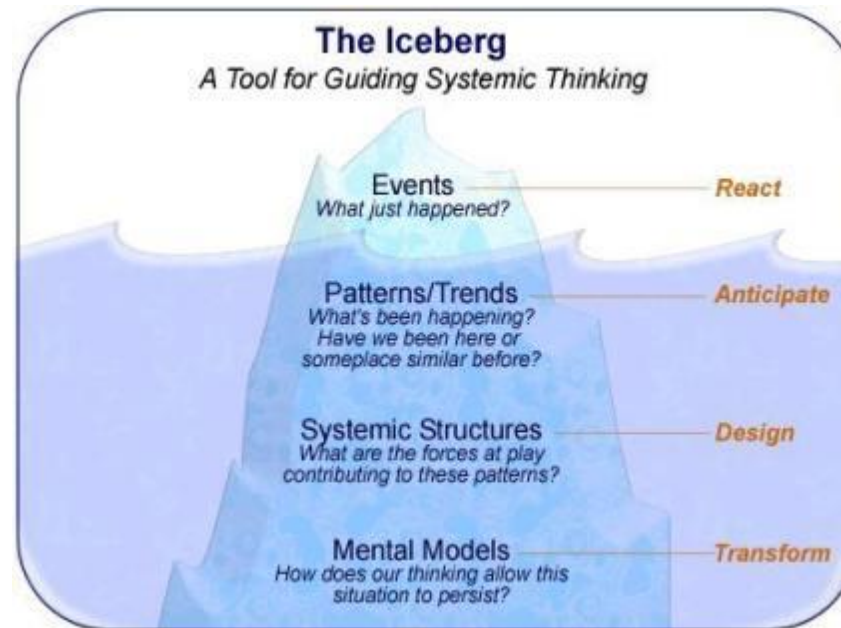 The Iceberg
A Tool for Guiding Systemic Thinking
Events
What just happened?
React
Patterns/Trends
What's been happening?
Have we been here or
someplace similar before?
Anticipate
Systemic Structures
What are the forces at play
contributing to these patterns?
Design
Mental Models
How does our thinking allow this
situation to persist?
Transform